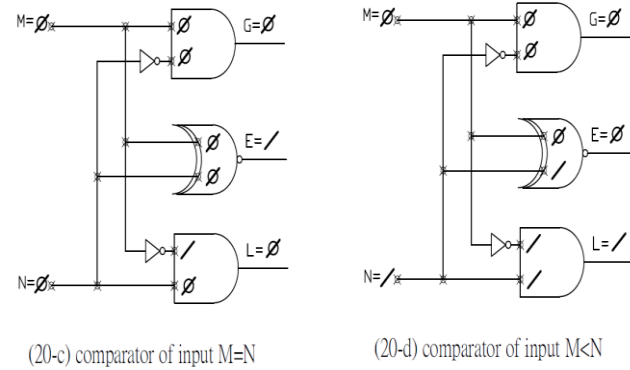 M=Ø
Ø
G=Ø
Ø
Ø
E=/
Ø
/
L=Ø
N=Ø
Ø
(20-c) comparator of input M=N
M=Ø
Ø
G=Ø
Ø
Ø
E=Ø
/
/
L=/
N=/
/
(20-d) comparator of input M<N